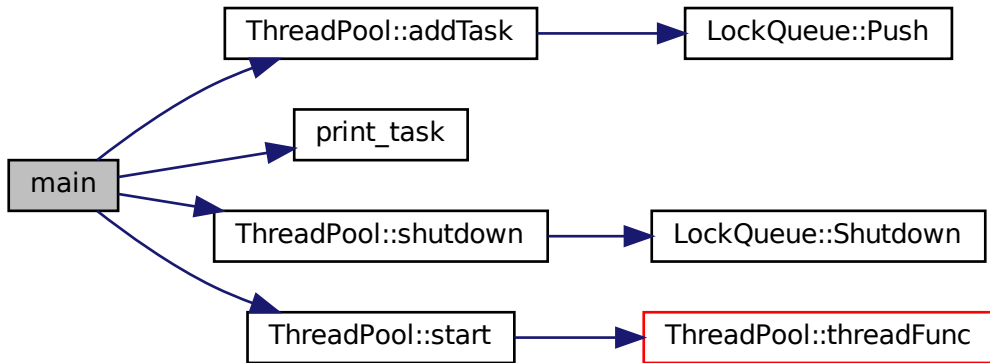 ThreadPool::addTask
LockQueue::Push
print_task
main
ThreadPool::shutdown
LockQueue::Shutdown
ThreadPool::start
ThreadPool::threadFunc